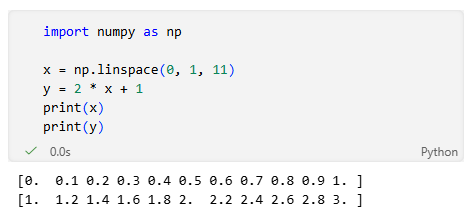 import numpy as np
x = np.linspace(0, 1, 11)
y = 2 * x + 1
print(x)
print(y)
0.0s
Python
[0.  0.1 0.2 0.3 0.4 0.5 0.6 0.7 0.8 0.9 1. ]
[1.  1.2 1.4 1.6 1.8 2.  2.2 2.4 2.6 2.8 3. ]